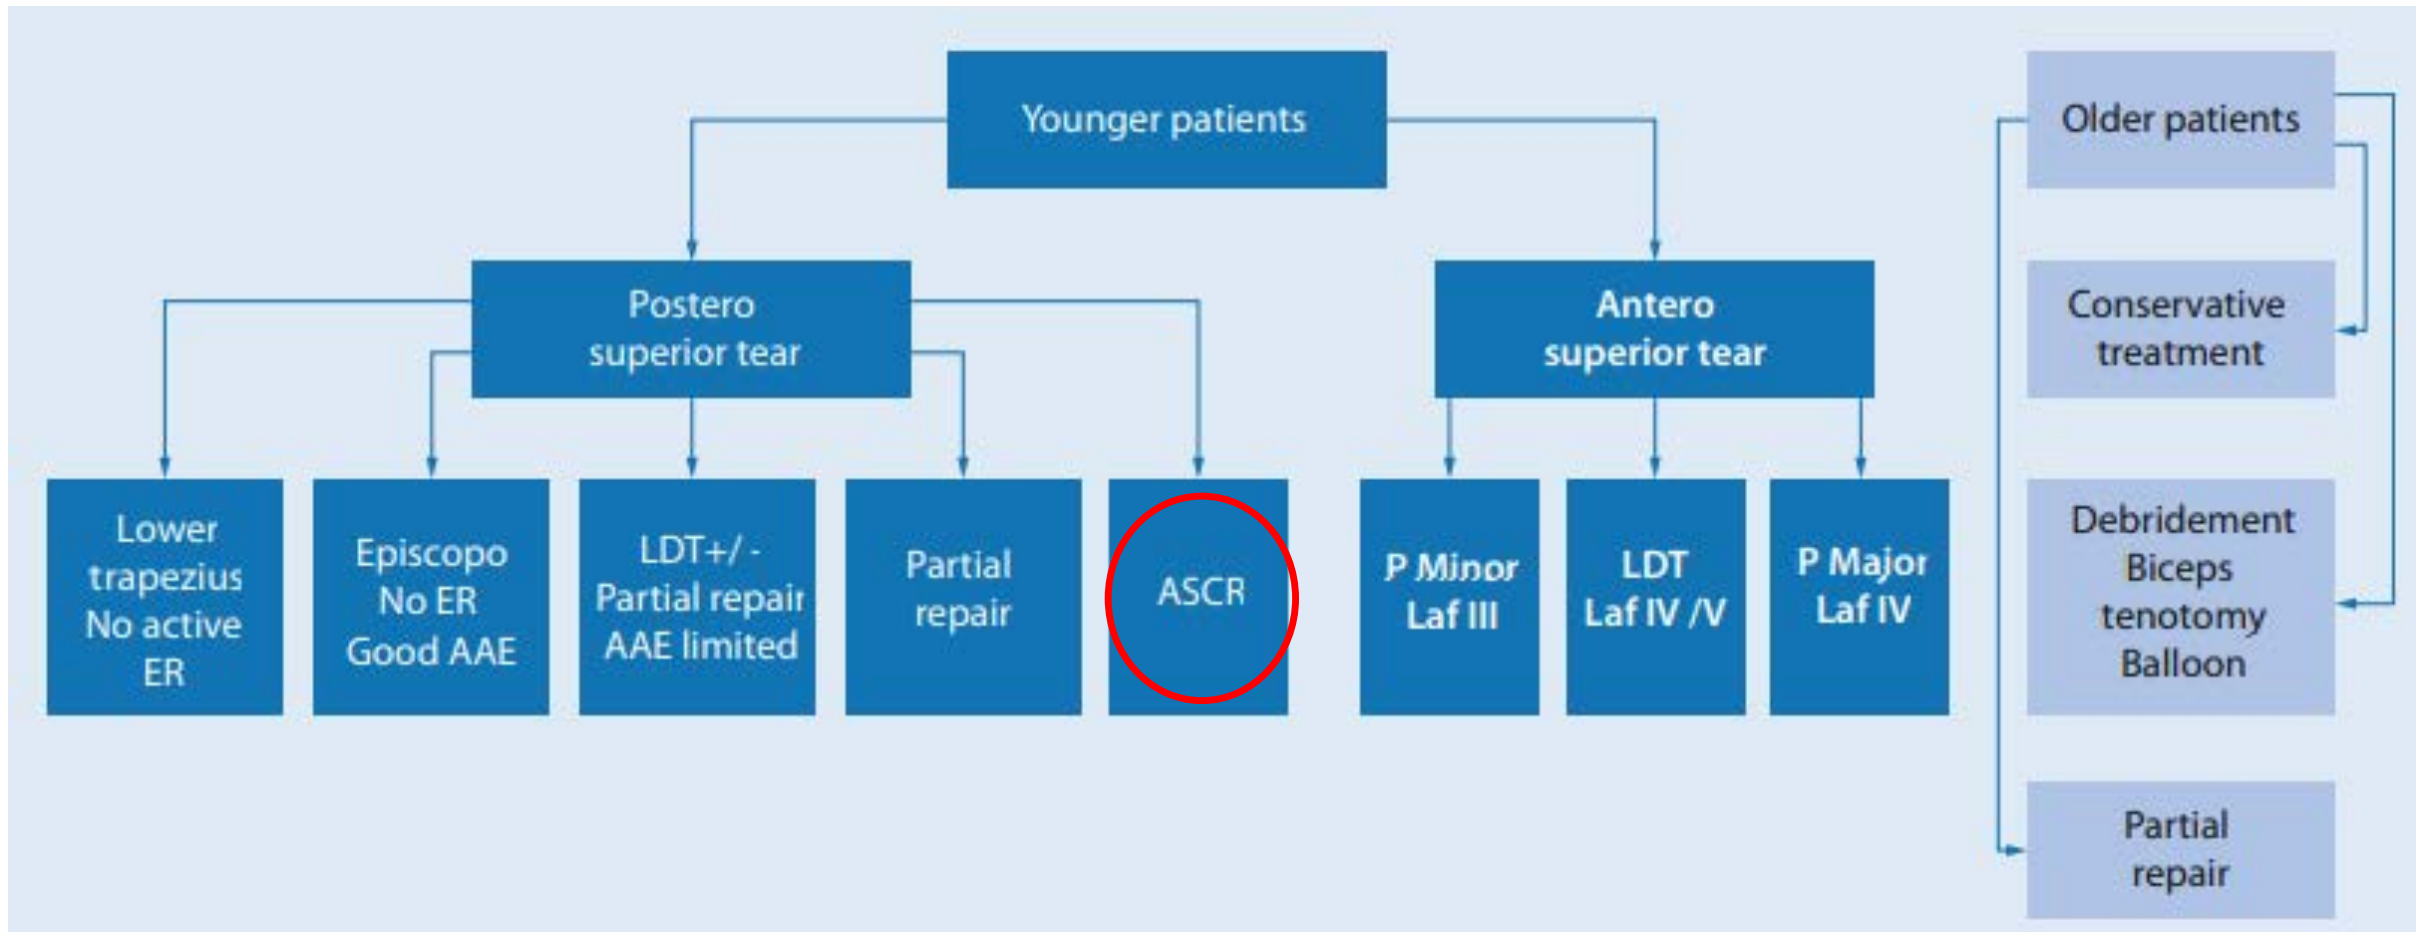 Younger patients
Older patients
Postero
superior tear
Antero
superior tear
Conservative
treatment
Lower
trapezius
No active
ER
Episcopo
No ER
Good AAE
LDT+/ -
Partial repair
AAE limited
Partial
repair
ASCR
P Minor
Laf III
LDT
Laf IV /V
P Major
Laf IV
Debridement
Biceps
tenotomy
Balloon
Partial
repair